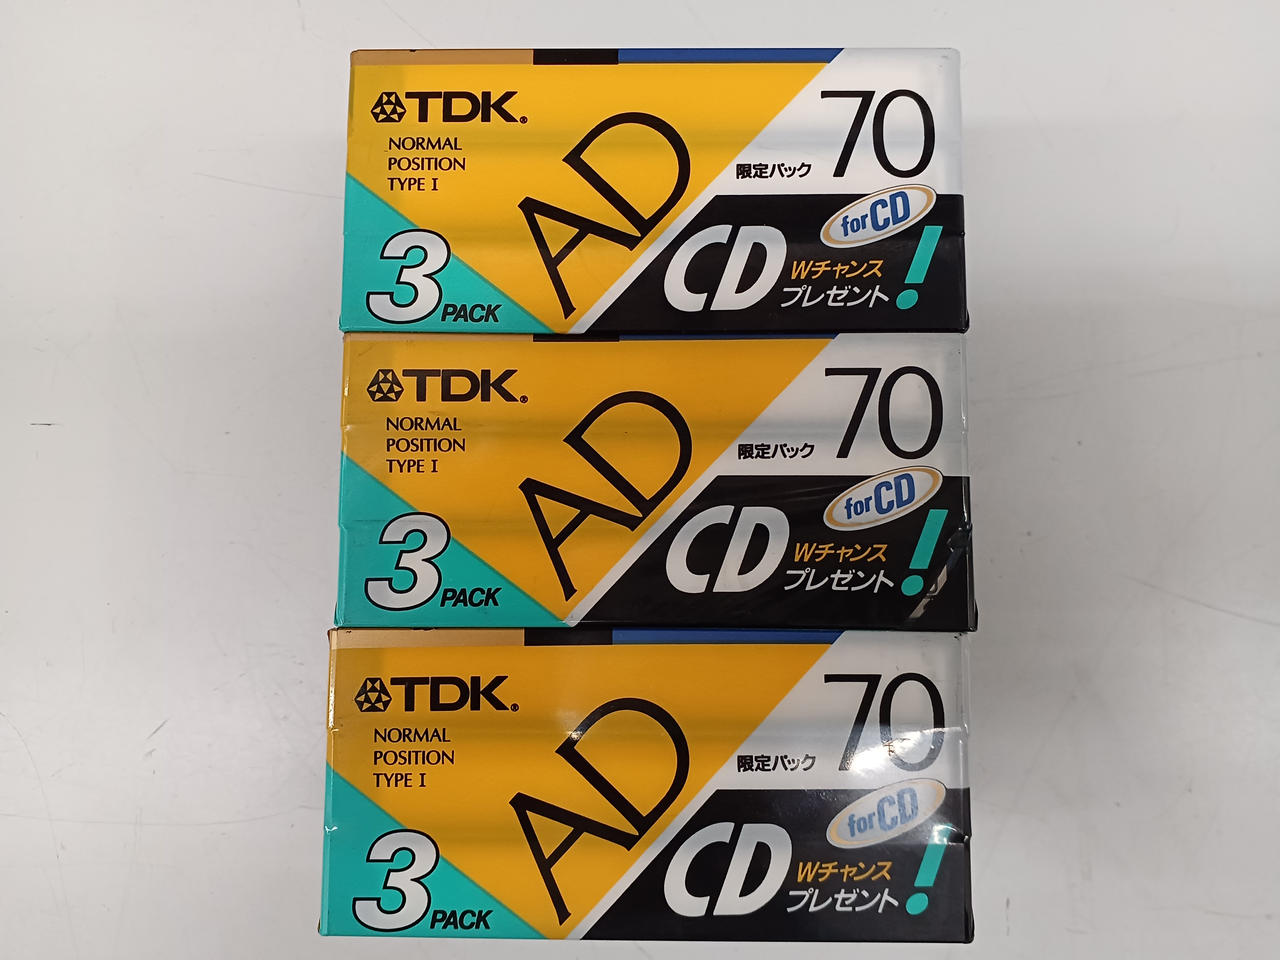 TDK®
NORMAL
POSITION
TYPE I
AD
70
限定パック
for CD
CD
Wチャンス
プレゼント!
3 PACK
TDK®
NORMAL
POSITION
TYPE I
AD
70
限定パック
for CD
CD
Wチャンス
プレゼント!
3 PACK
TDK®
NORMAL
POSITION
TYPE I
AD
70
限定パック
for CD
CD
Wチャンス
プレゼント!
3 PACK